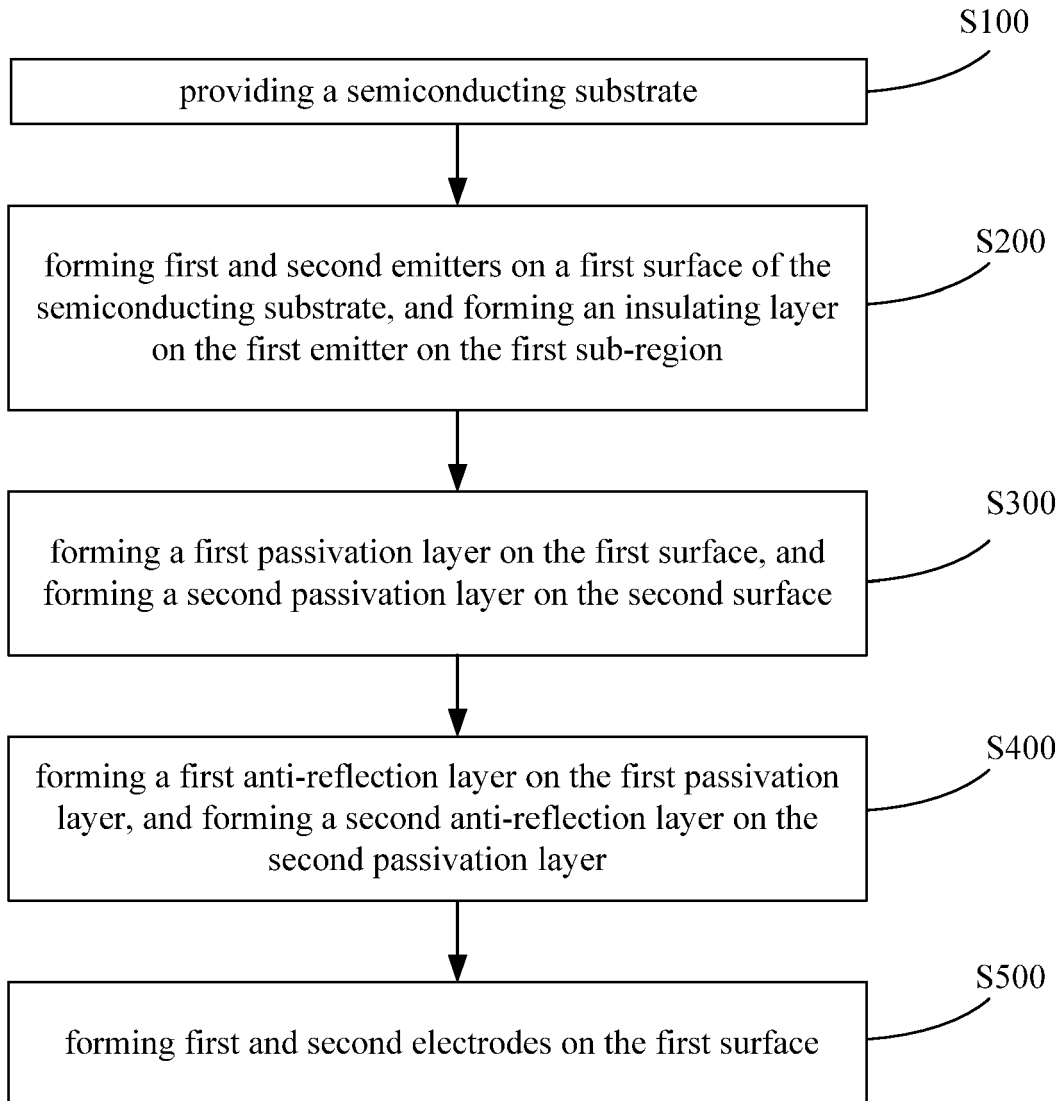 S100
providing a semiconducting substrate
S200
forming first and second emitters on a first surface of the
semiconducting substrate, and forming an insulating layer
on the first emitter on the first sub-region
S300
forming a first passivation layer on the first surface, and
forming a second passivation layer on the second surface
S400
forming a first anti-reflection layer on the first passivation
layer, and forming a second anti-reflection layer on the
second passivation layer
S500
forming first and second electrodes on the first surface